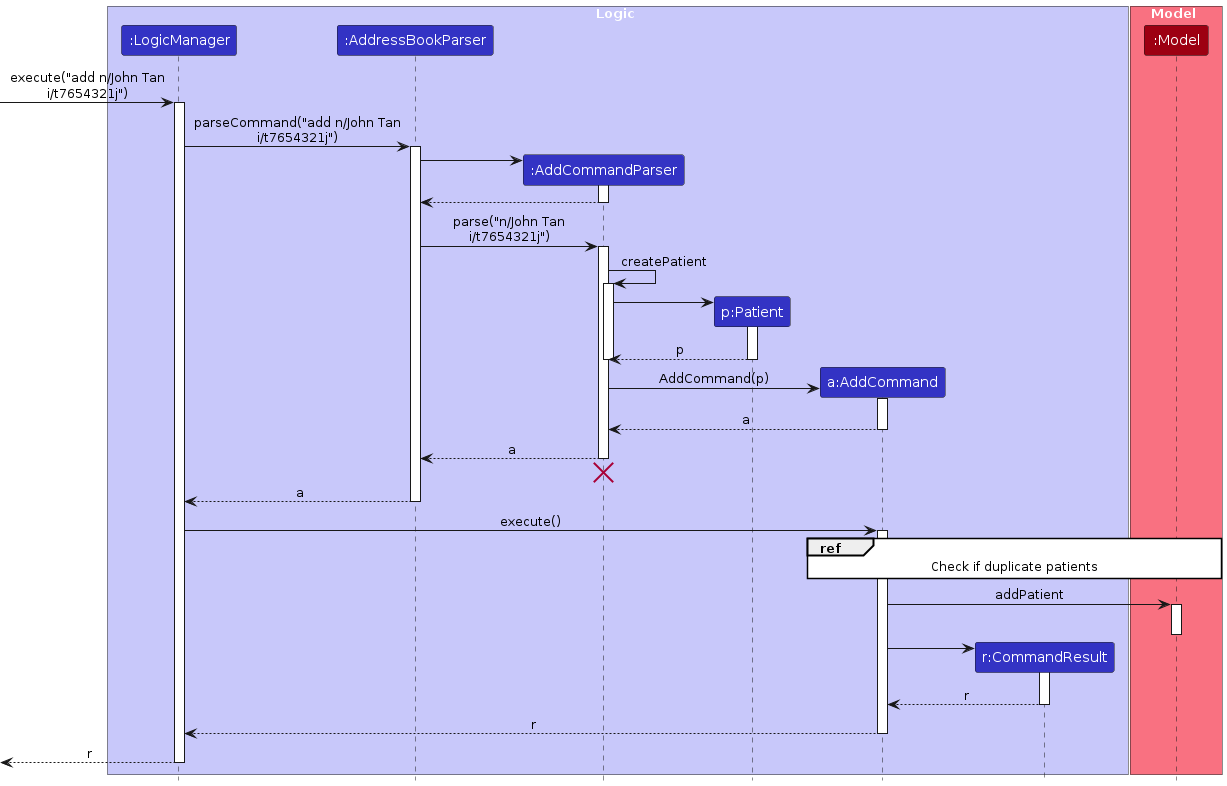 Logic
Model
:LogicManager
:AddressBookParser
:Model
execute("add n/John Tan
i/t7654321j")
parseCommand("add n/John Tan
i/t7654321j")
:AddCommandParser
parse("n/John Tan
i/t7654321j")
createPatient
p:Patient
p
AddCommand(p)
a:AddCommand
a
a
a
execute()
ref
Check if duplicate patients
addPatient
r:CommandResult
r
r
r